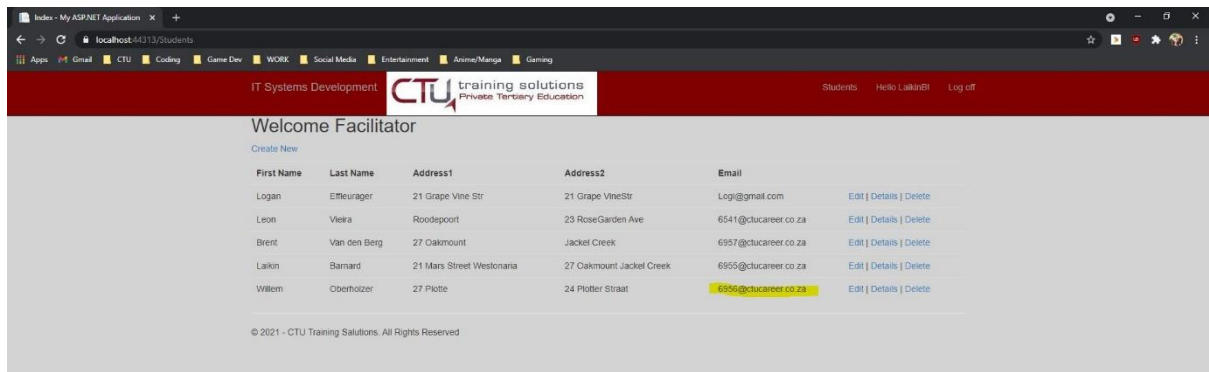 Index - My ASP.NET Application
localhost:44313/Students
Apps Gmail CTU Coding Game Dev WORK Social Media Entertainment Anime/Manga Gaming
IT Systems Development CTU training solutions Students Hello LaikinB! Log off
Private Tertiary Education
Welcome Facilitator
Create New
First Name Last Name Address1 Address2 Email
Logan Effleurager 21 Grape Vine Str 21 Grape VineStr Logi@gmail.com Edit | Details | Delete
Leon Vieira Roodepoort 23 RoseGarden Ave 6541@ctucareer.co.za Edit | Details | Delete
Brent Van den Berg 27 Oakmount Jackel Creek 6957@ctucareer.co.za Edit | Details | Delete
Laikin Barnard 21 Mars Street Westonaria 27 Oakmount Jackel Creek 6955@ctucareer.co.za Edit | Details | Delete
Willem Oberholzer 27 Plotte 24 Plotter Straat 6956@ctucareer.co.za Edit | Details | Delete
© 2021 - CTU Training Salutions. All Rights Reserved